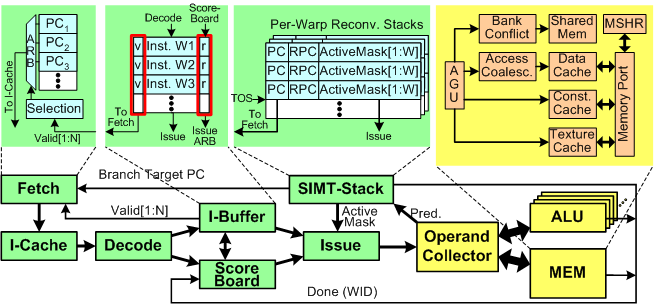 PC1
PC2
PC3
A
R
B
Selection
To I-Cache
Valid[1:N]
Decode
Score-
Board
v Inst. W1 r
v Inst. W2 r
v Inst. W3 r
To
Fetch
Issue
Issue
ARB
Per-Warp Reconv. Stacks
PC RPC ActiveMask[1:W]
PC RPC ActiveMask[1:W]
PC RPC ActiveMask[1:W]
TOS
To
Fetch
Issue
Bank
Conflict
Shared
Mem
MSHR
AGU
Access
Coalesc.
Data
Cache
Const.
Cache
Texture
Cache
Memory Port
Fetch
Branch Target PC
SIMT-Stack
Valid[1:N]
I-Buffer
Active
Mask
Pred.
ALU
I-Cache
Decode
Issue
Operand
Collector
Score
Board
MEM
Done (WID)